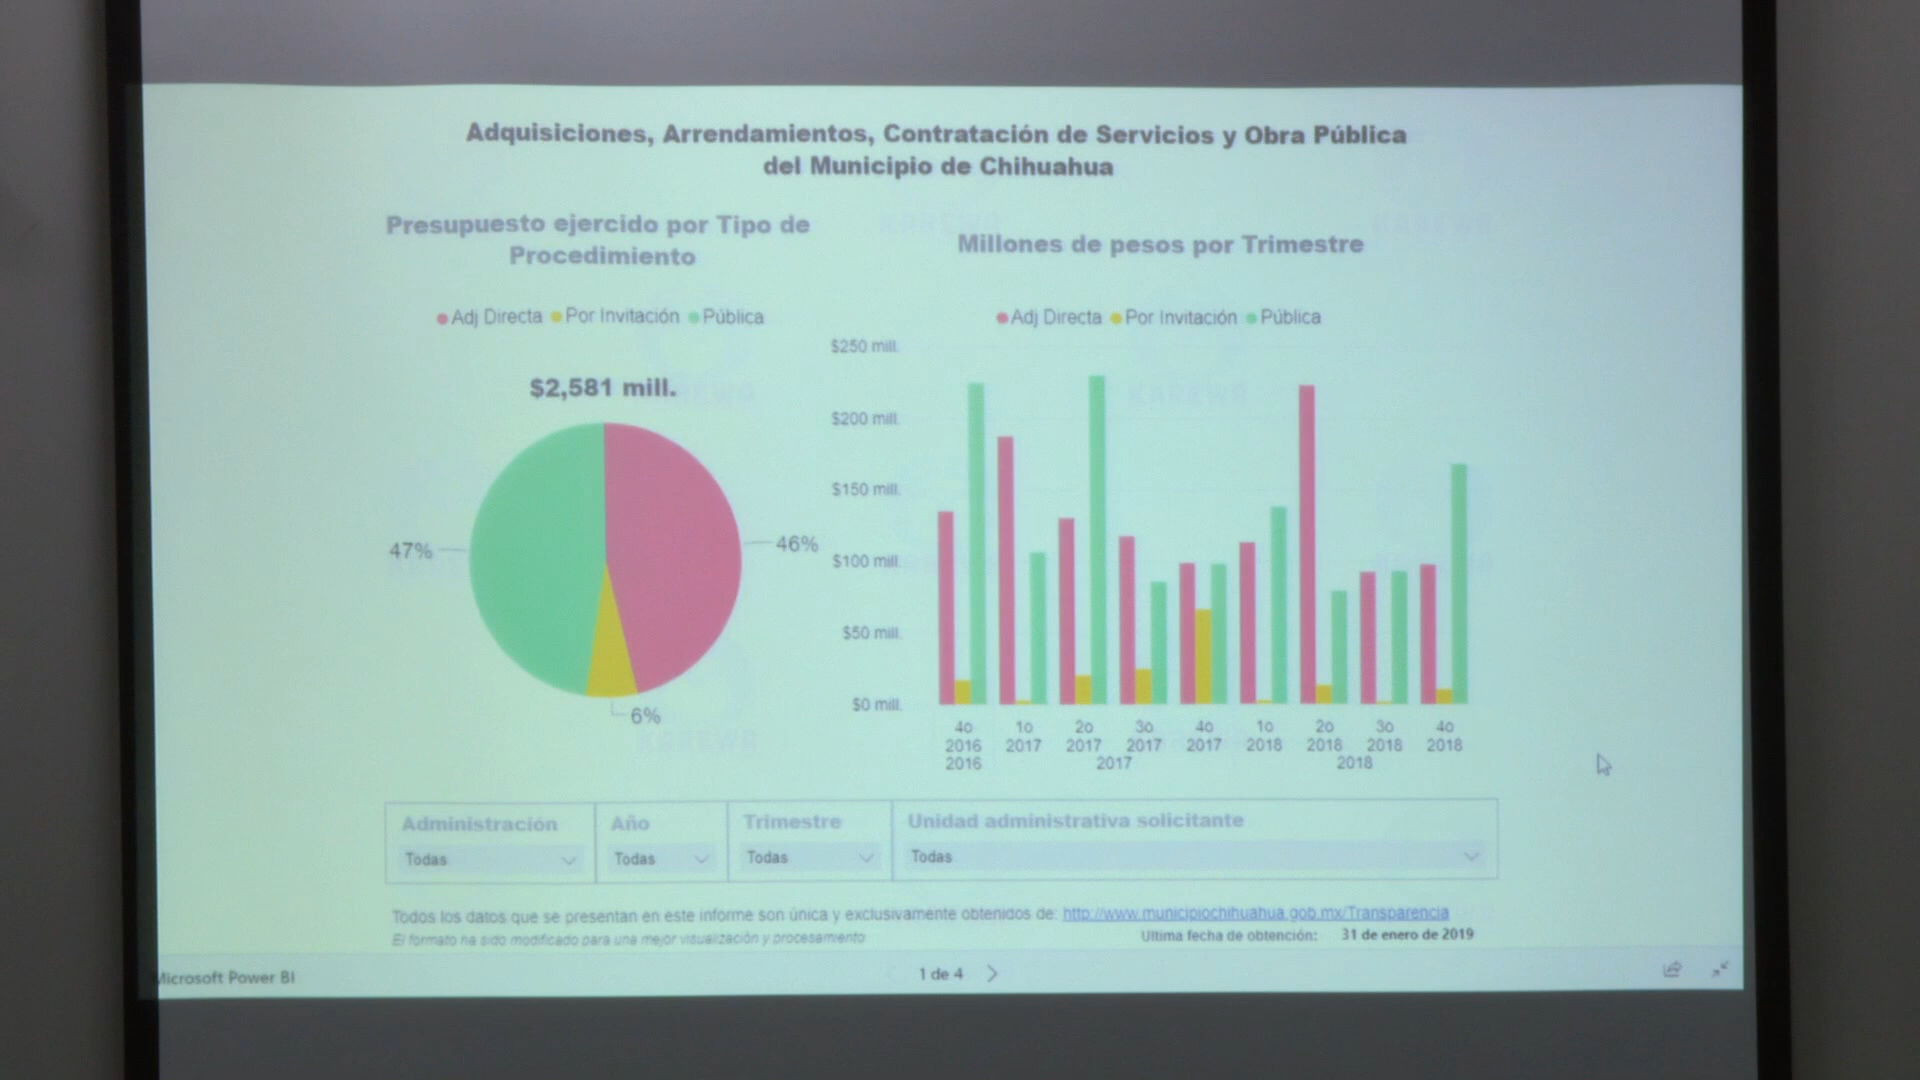 Adquisiciones, Arrendamientos, Contratación de Servicios y Obra Pública
del Municipio de Chihuahua
Presupuesto ejercido por Tipo de
Procedimiento
Adj Directa Por Invitación Pública
$2,581 mill.
47%
46%
6%
Millones de pesos por Trimestre
Adj Directa Por Invitación Pública
$250 mill.
$200 mill.
$150 mill.
$100 mill.
$50 mill.
$0 mill.
4o 1o 2o 3o 4o 1o 2o 3o 4o
2016 2017 2017 2017 2017 2018 2018 2018 2018
2016 2017 2018
Administración Año Trimestre Unidad administrativa solicitante
Todas Todas Todas Todas
Todos los datos que se presentan en este informe son única y exclusivamente obtenidos de: http://www.municipiochihuahua.gob.mx/Transparencia
El formato ha sido modificado para una mejor visualización y procesamiento
Ultima fecha de obtención: 31 de enero de 2019
Microsoft Power BI
1 de 4